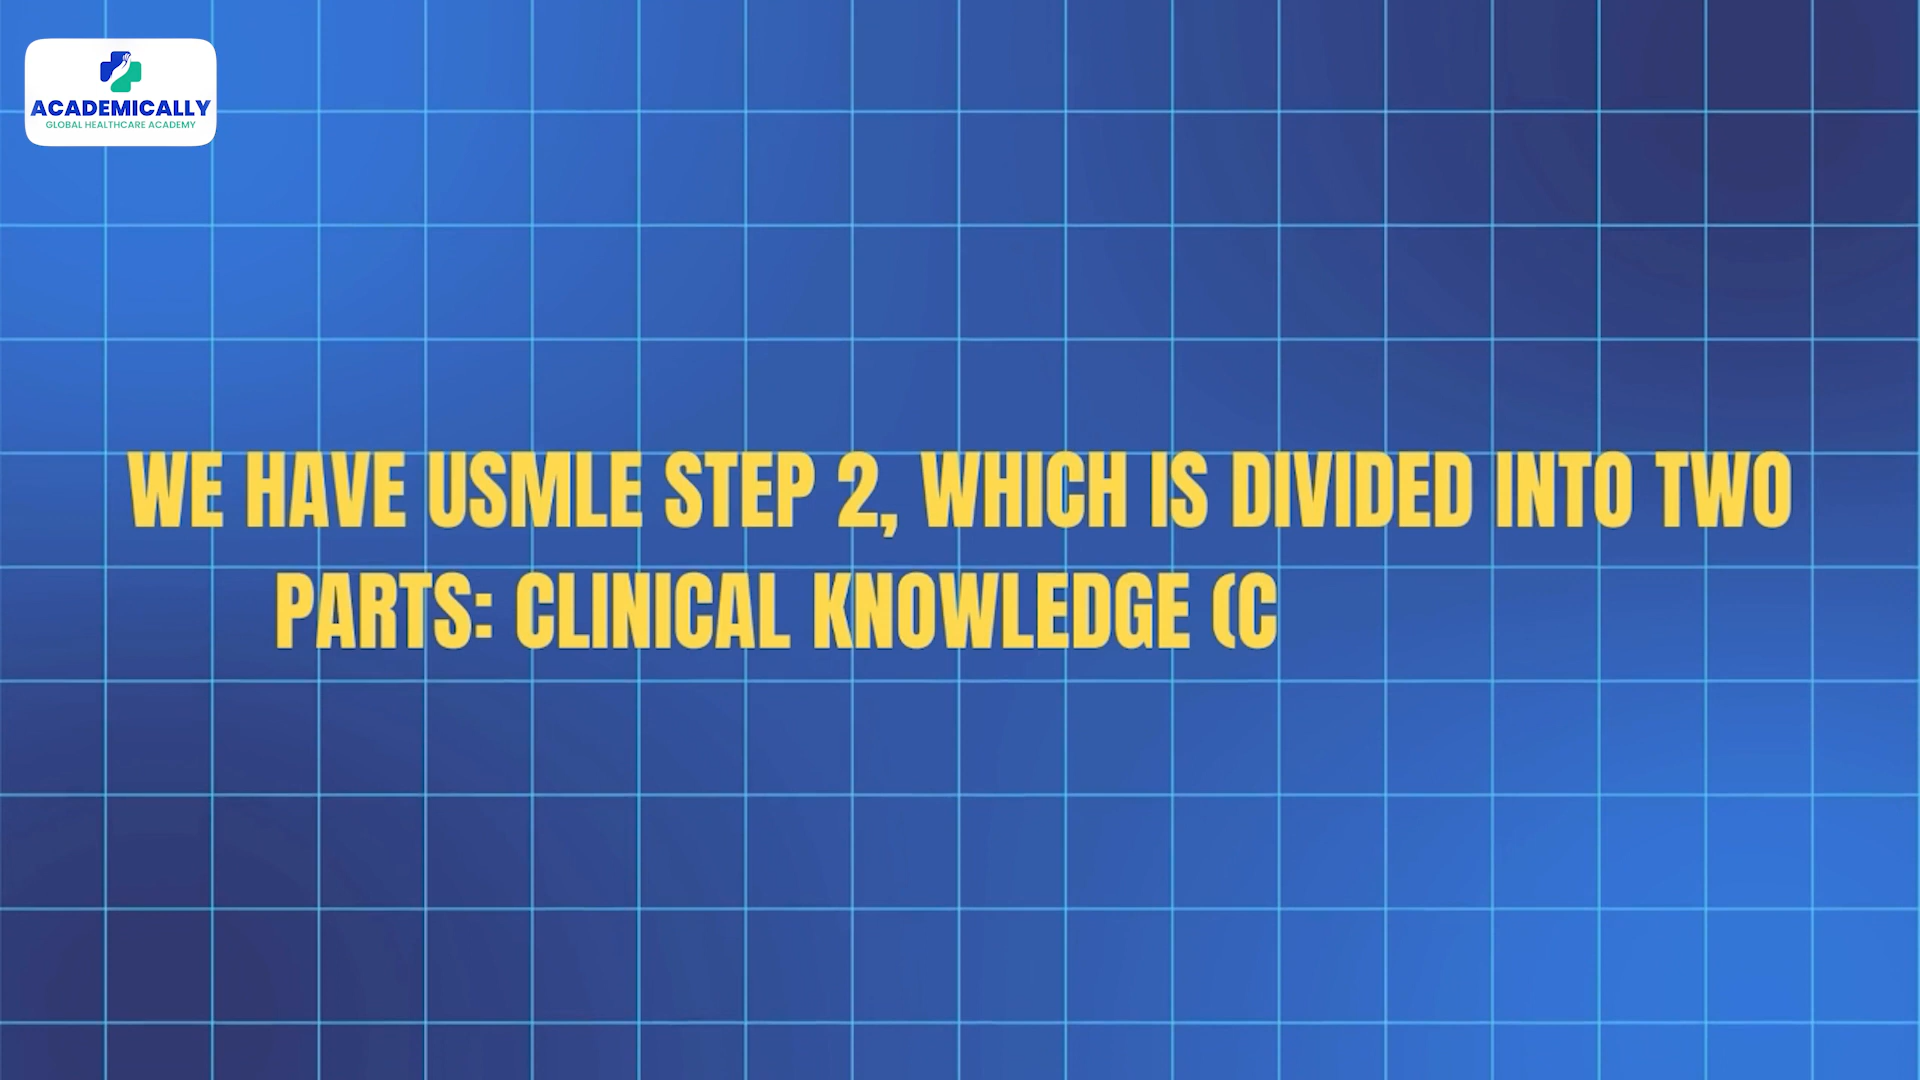 ACADEMICALLY
GLOBAL HEALTHCARE ACADEMY
WE HAVE USMLE STEP 2, WHICH IS DIVIDED INTO TWO
PARTS: CLINICAL KNOWLEDGE (C